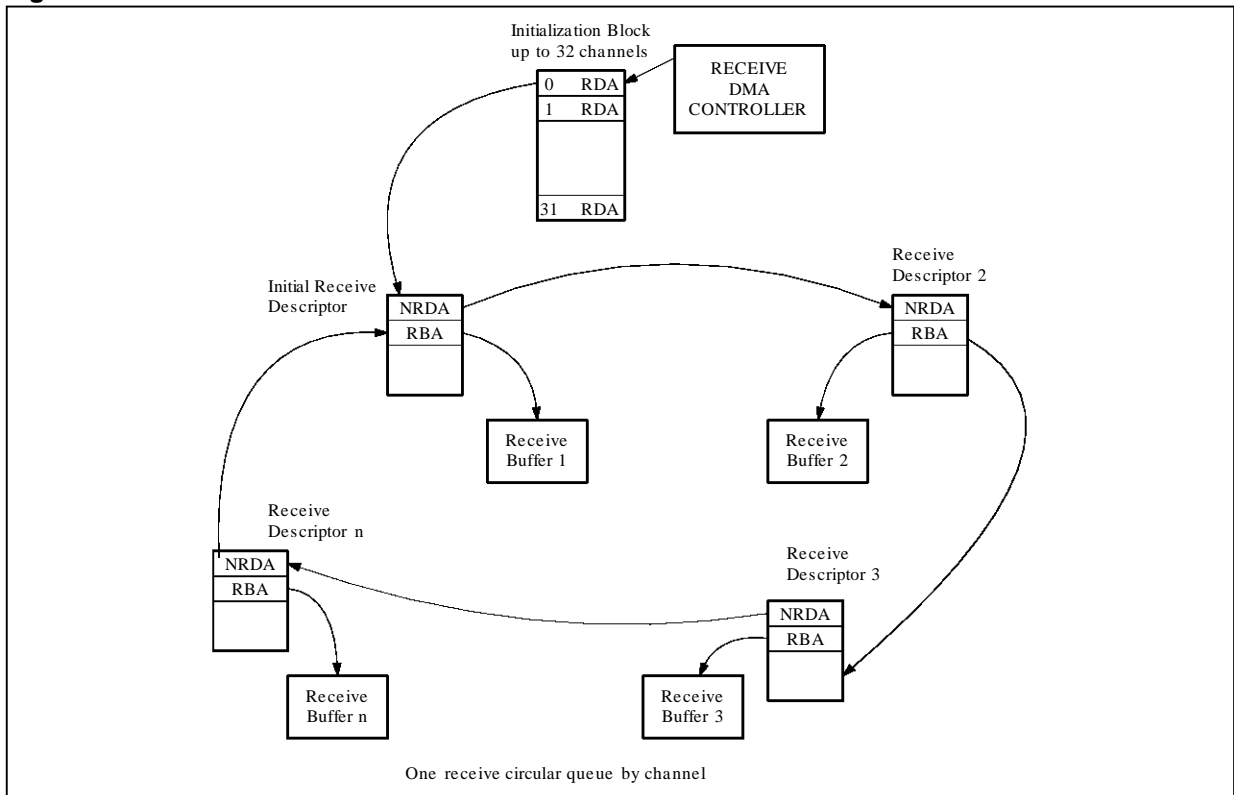 Initialization Block
up to 32 channels
RECEIVE
DMA
CONTROLLER
0 RDA
1 RDA
31 RDA
Initial Receive
Descriptor
NRDA
RBA
Receive
Descriptor 2
NRDA
RBA
Receive
Buffer 1
Receive
Buffer 2
Receive
Descriptor n
NRDA
RBA
Receive
Descriptor 3
NRDA
RBA
Receive
Buffer n
Receive
Buffer 3
One receive circular queue by channel